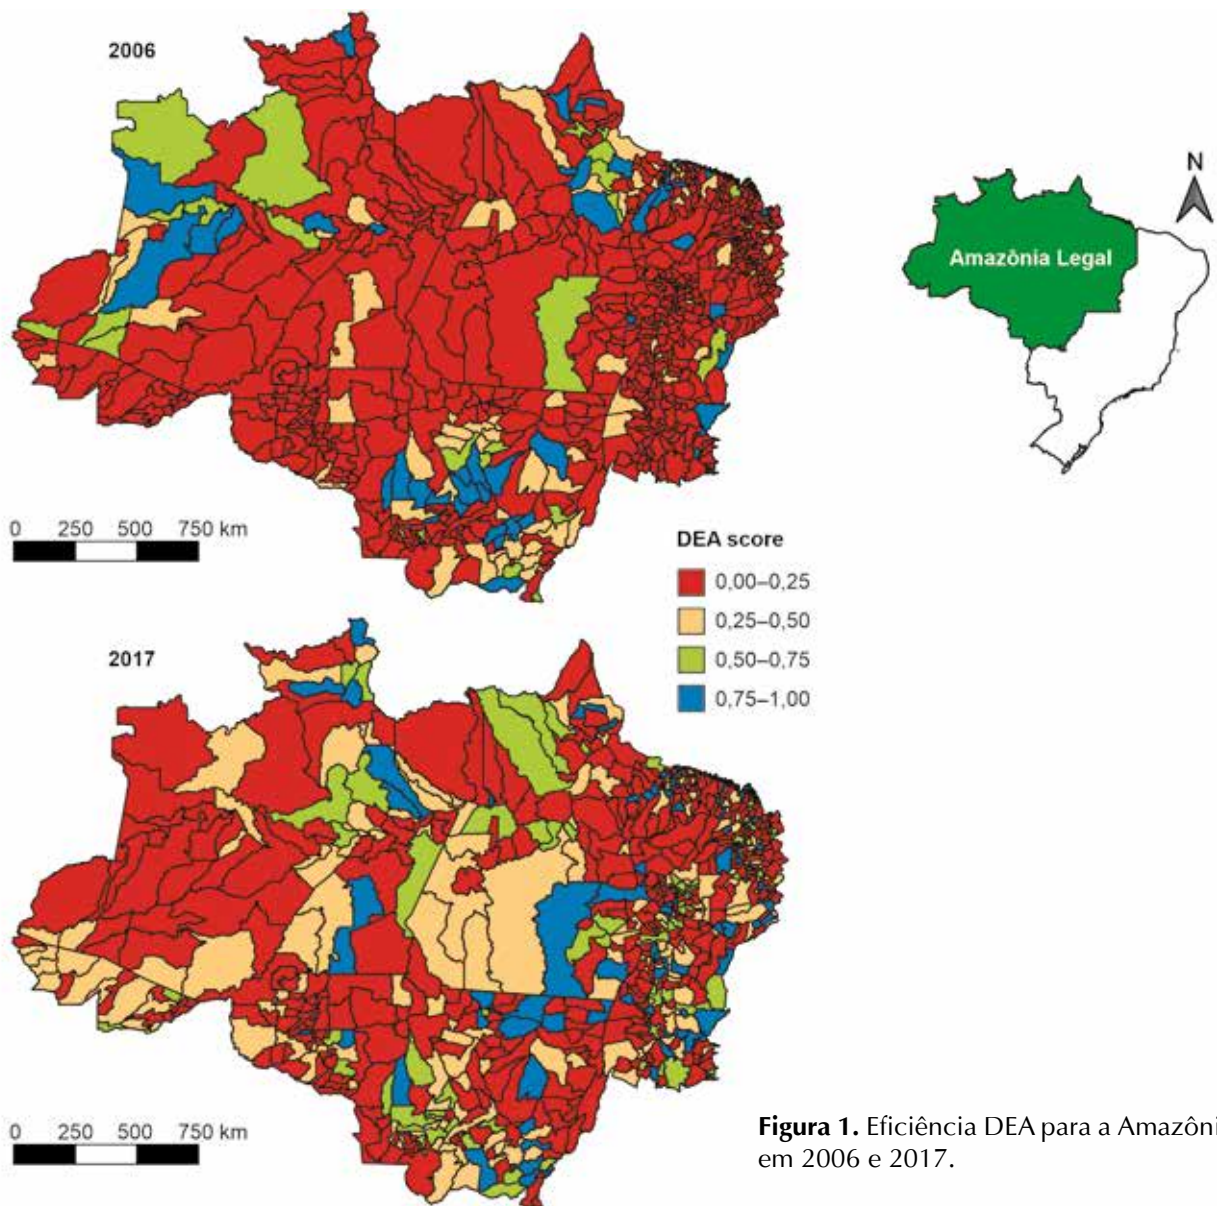 2006
N
Amazônia Legal
0 250 500 750 km
DEA score
0,00–0,25
0,25–0,50
0,50–0,75
0,75–1,00
2017
0 250 500 750 km
Figura 1. Eficiência DEA para a Amazôni
em 2006 e 2017.